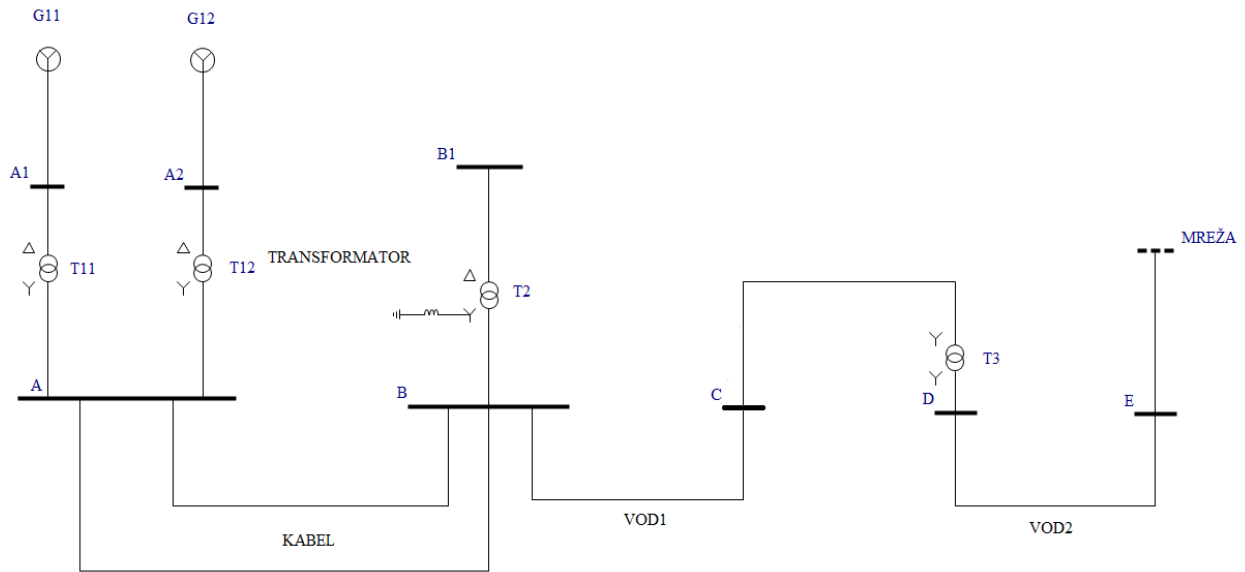 G11
G12
B1
A1
A2
MREŽA
TRANSFORMATOR
T11
T12
T2
T3
A
B
C
D
E
VOD1
VOD2
KABEL